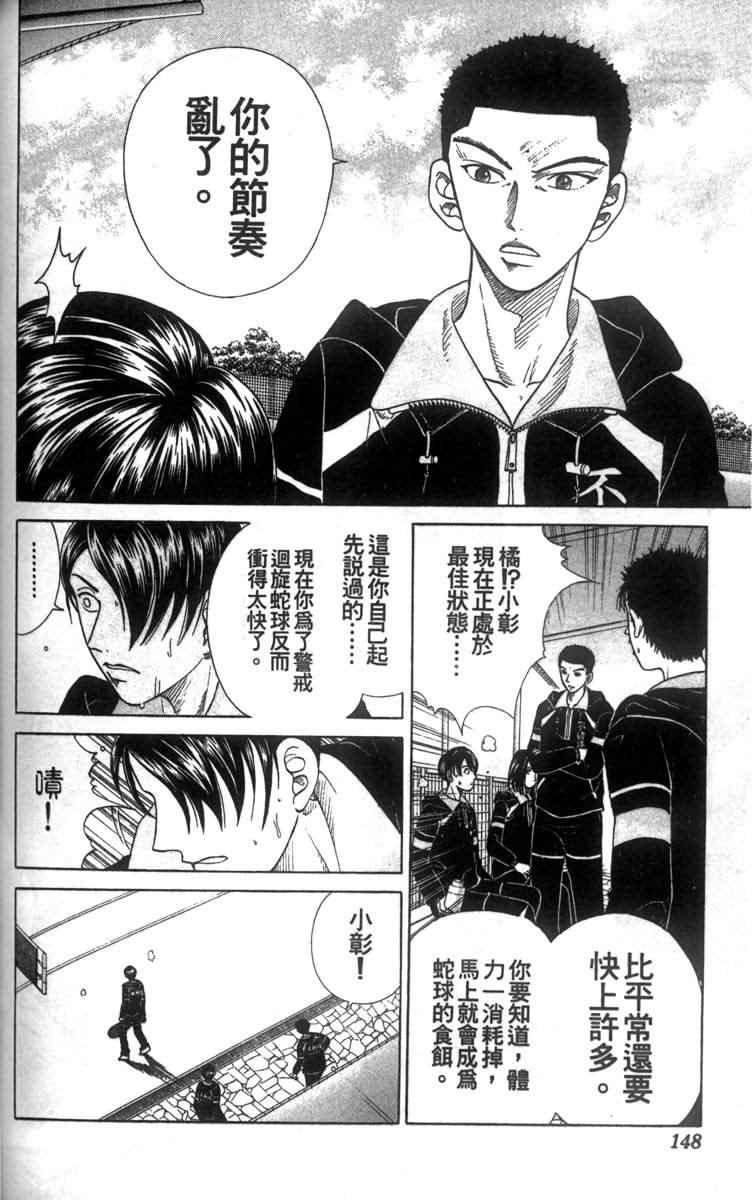 你的節奏
亂了。
不
橘!?小彰
現在正處於
最佳狀態……
比平常還要
快上許多。
你要知道，體
力一消耗掉，
馬上就會成為
蛇球的食餌。
這是你自己起
先說過的……
現在你為了警戒
迴旋蛇球反而
衝得太快了。
………
嘖！
小彰！
148